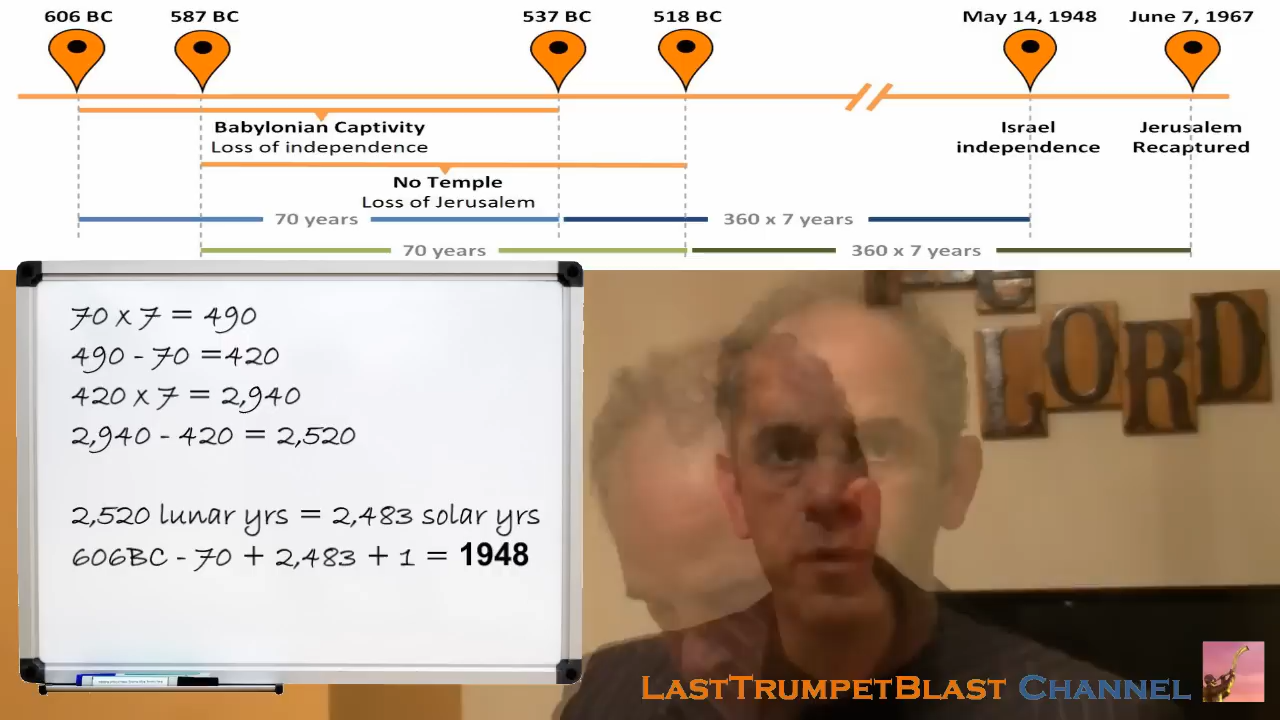 606 BC 587 BC 537 BC 518 BC May 14, 1948 June 7, 1967
Babylonian Captivity
Loss of independence
Israel
independence
Jerusalem
Recaptured
No Temple
Loss of Jerusalem
70 years 360 x 7 years
70 years 360 x 7 years
70 x 7 = 490
490 - 70 =420
420 x 7 = 2,940
2,940 - 420 = 2,520
2,520 lunar yrs = 2,483 solar yrs
606BC - 70 + 2,483 + 1 = 1948
LORD
LASTTRUMPETBLAST CHANNEL